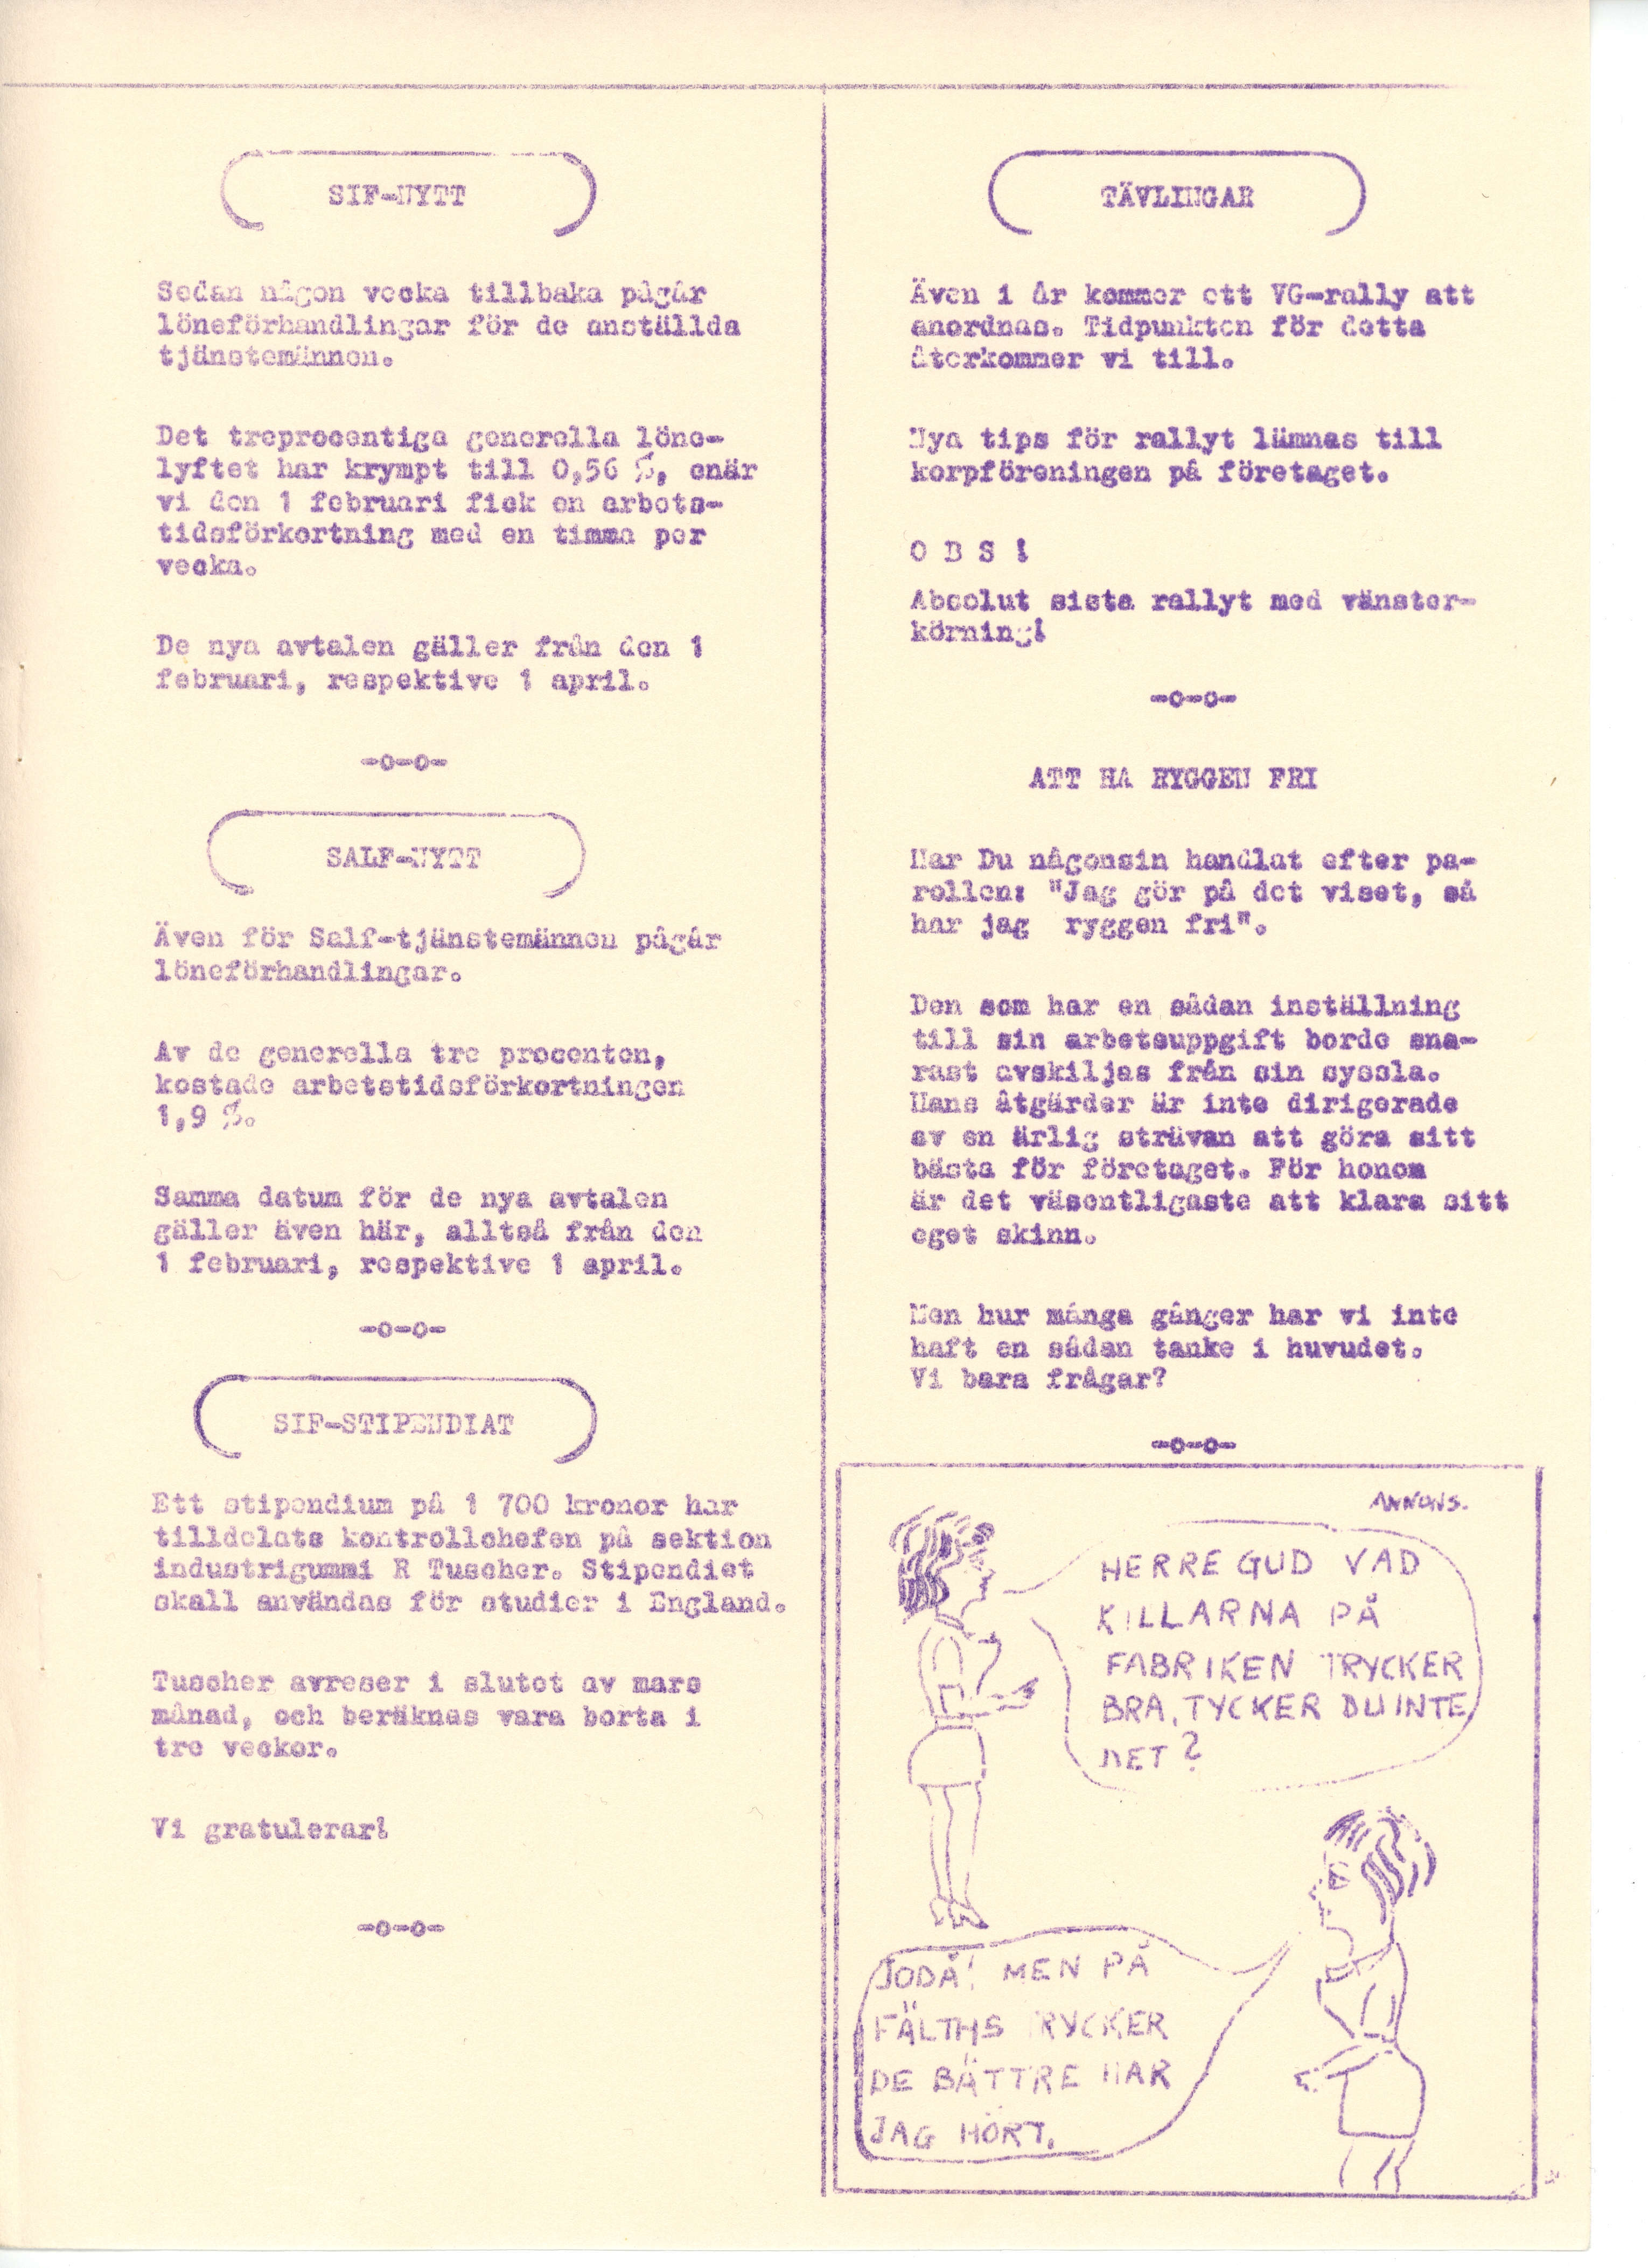 SIF-NYTT
Sedan någon vecka tillbaka pågår
löneförhandlingar för de anställda
tjänstemännen.
Det treprocentiga generella löne-
lyftet har krympt till 0,56 %, enär
vi den 1 februari fick en arbets-
tidsförkortning med en timma per
vecka.
De nya avtalen gäller från den 1
februari, respektive 1 april.
-o-o-
SALF-NYTT
Även för Salf-tjänstemännen pågår
löneförhandlingar.
Av de generella tre procenten,
kostade arbetstidsförkortningen
1,9 %.
Samma datum för de nya avtalen
gäller även här, alltså från den
1 februari, respektive 1 april.
-o-o-
SIF-STIPENDIAT
Ett stipendium på 1 700 kronor har
tilldelats kontrollchefen på sektion
industrigummi R Tuscher. Stipendiet
skall användas för studier i England.
Tuscher avreser i slutet av mars
månad, och beräknas vara borta i
tre veckor.
Vi gratulerar!
-o-o-
TÄVLINGAR
Även i år kommer ett VG-rally att
anordnas. Tidpunkten för detta
återkommer vi till.
Nya tips för rallyt lämnas till
korpföreningen på företaget.
O B S !
Absolut sista rallyt med vänster-
körning!
-o-o-
ATT HA RYGGEN FRI
Har Du någonsin handlat efter pa-
rollen: "Jag gör på det viset, så
har jag ryggen fri".
Den som har en sådan inställning
till sin arbetsuppgift borde sna-
rast avskiljas från sin syssla.
Hans åtgärder är inte dirigerade
av en ärlig strävan att göra sitt
bästa för företaget. För honom
är det väsentligaste att klara sitt
eget skinn.
Men hur många gånger har vi inte
haft en sådan tanke i huvudet.
Vi bara frågar?
-o-o-
ANNONS.
HERRE GUD VAD
KILLARNA PÅ
FABRIKEN TRYCKER
BRA, TYCKER DU INTE
DET?
JODÅ! MEN PÅ
FÄLTHS TRYCKER
DE BÄTTRE HAR
JAG HÖRT.